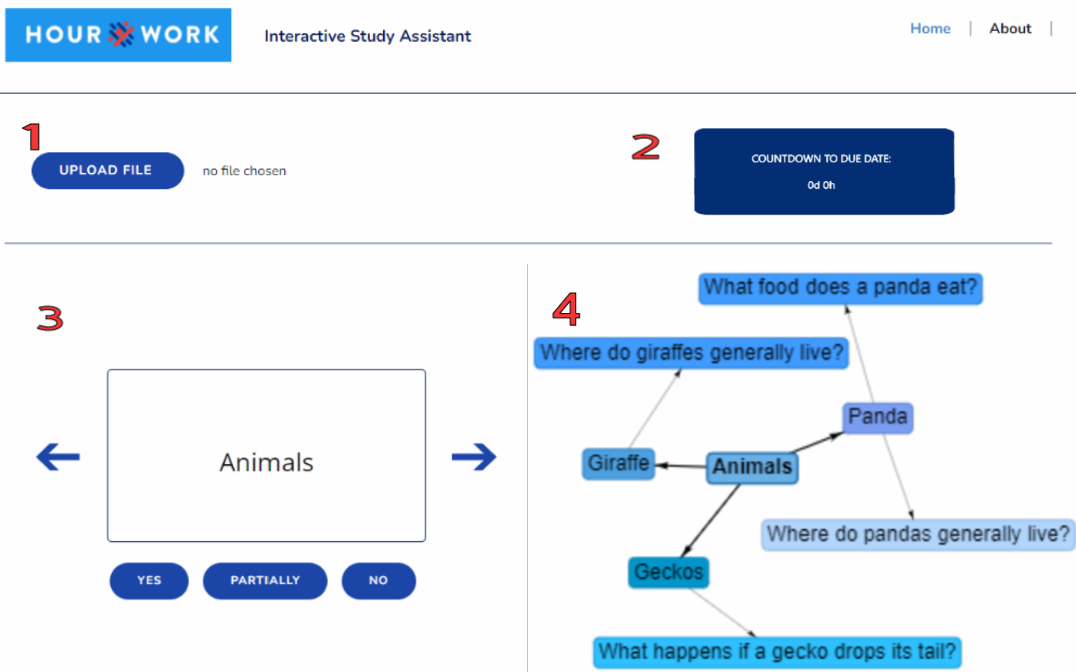 HOUR WORK
Interactive Study Assistant
Home | About |
1
UPLOAD FILE
no file chosen
2
COUNTDOWN TO DUE DATE:
0d 0h
3
Animals
YES
PARTIALLY
NO
4
What food does a panda eat?
Where do giraffes generally live?
Panda
Giraffe
Animals
Where do pandas generally live?
Geckos
What happens if a gecko drops its tail?